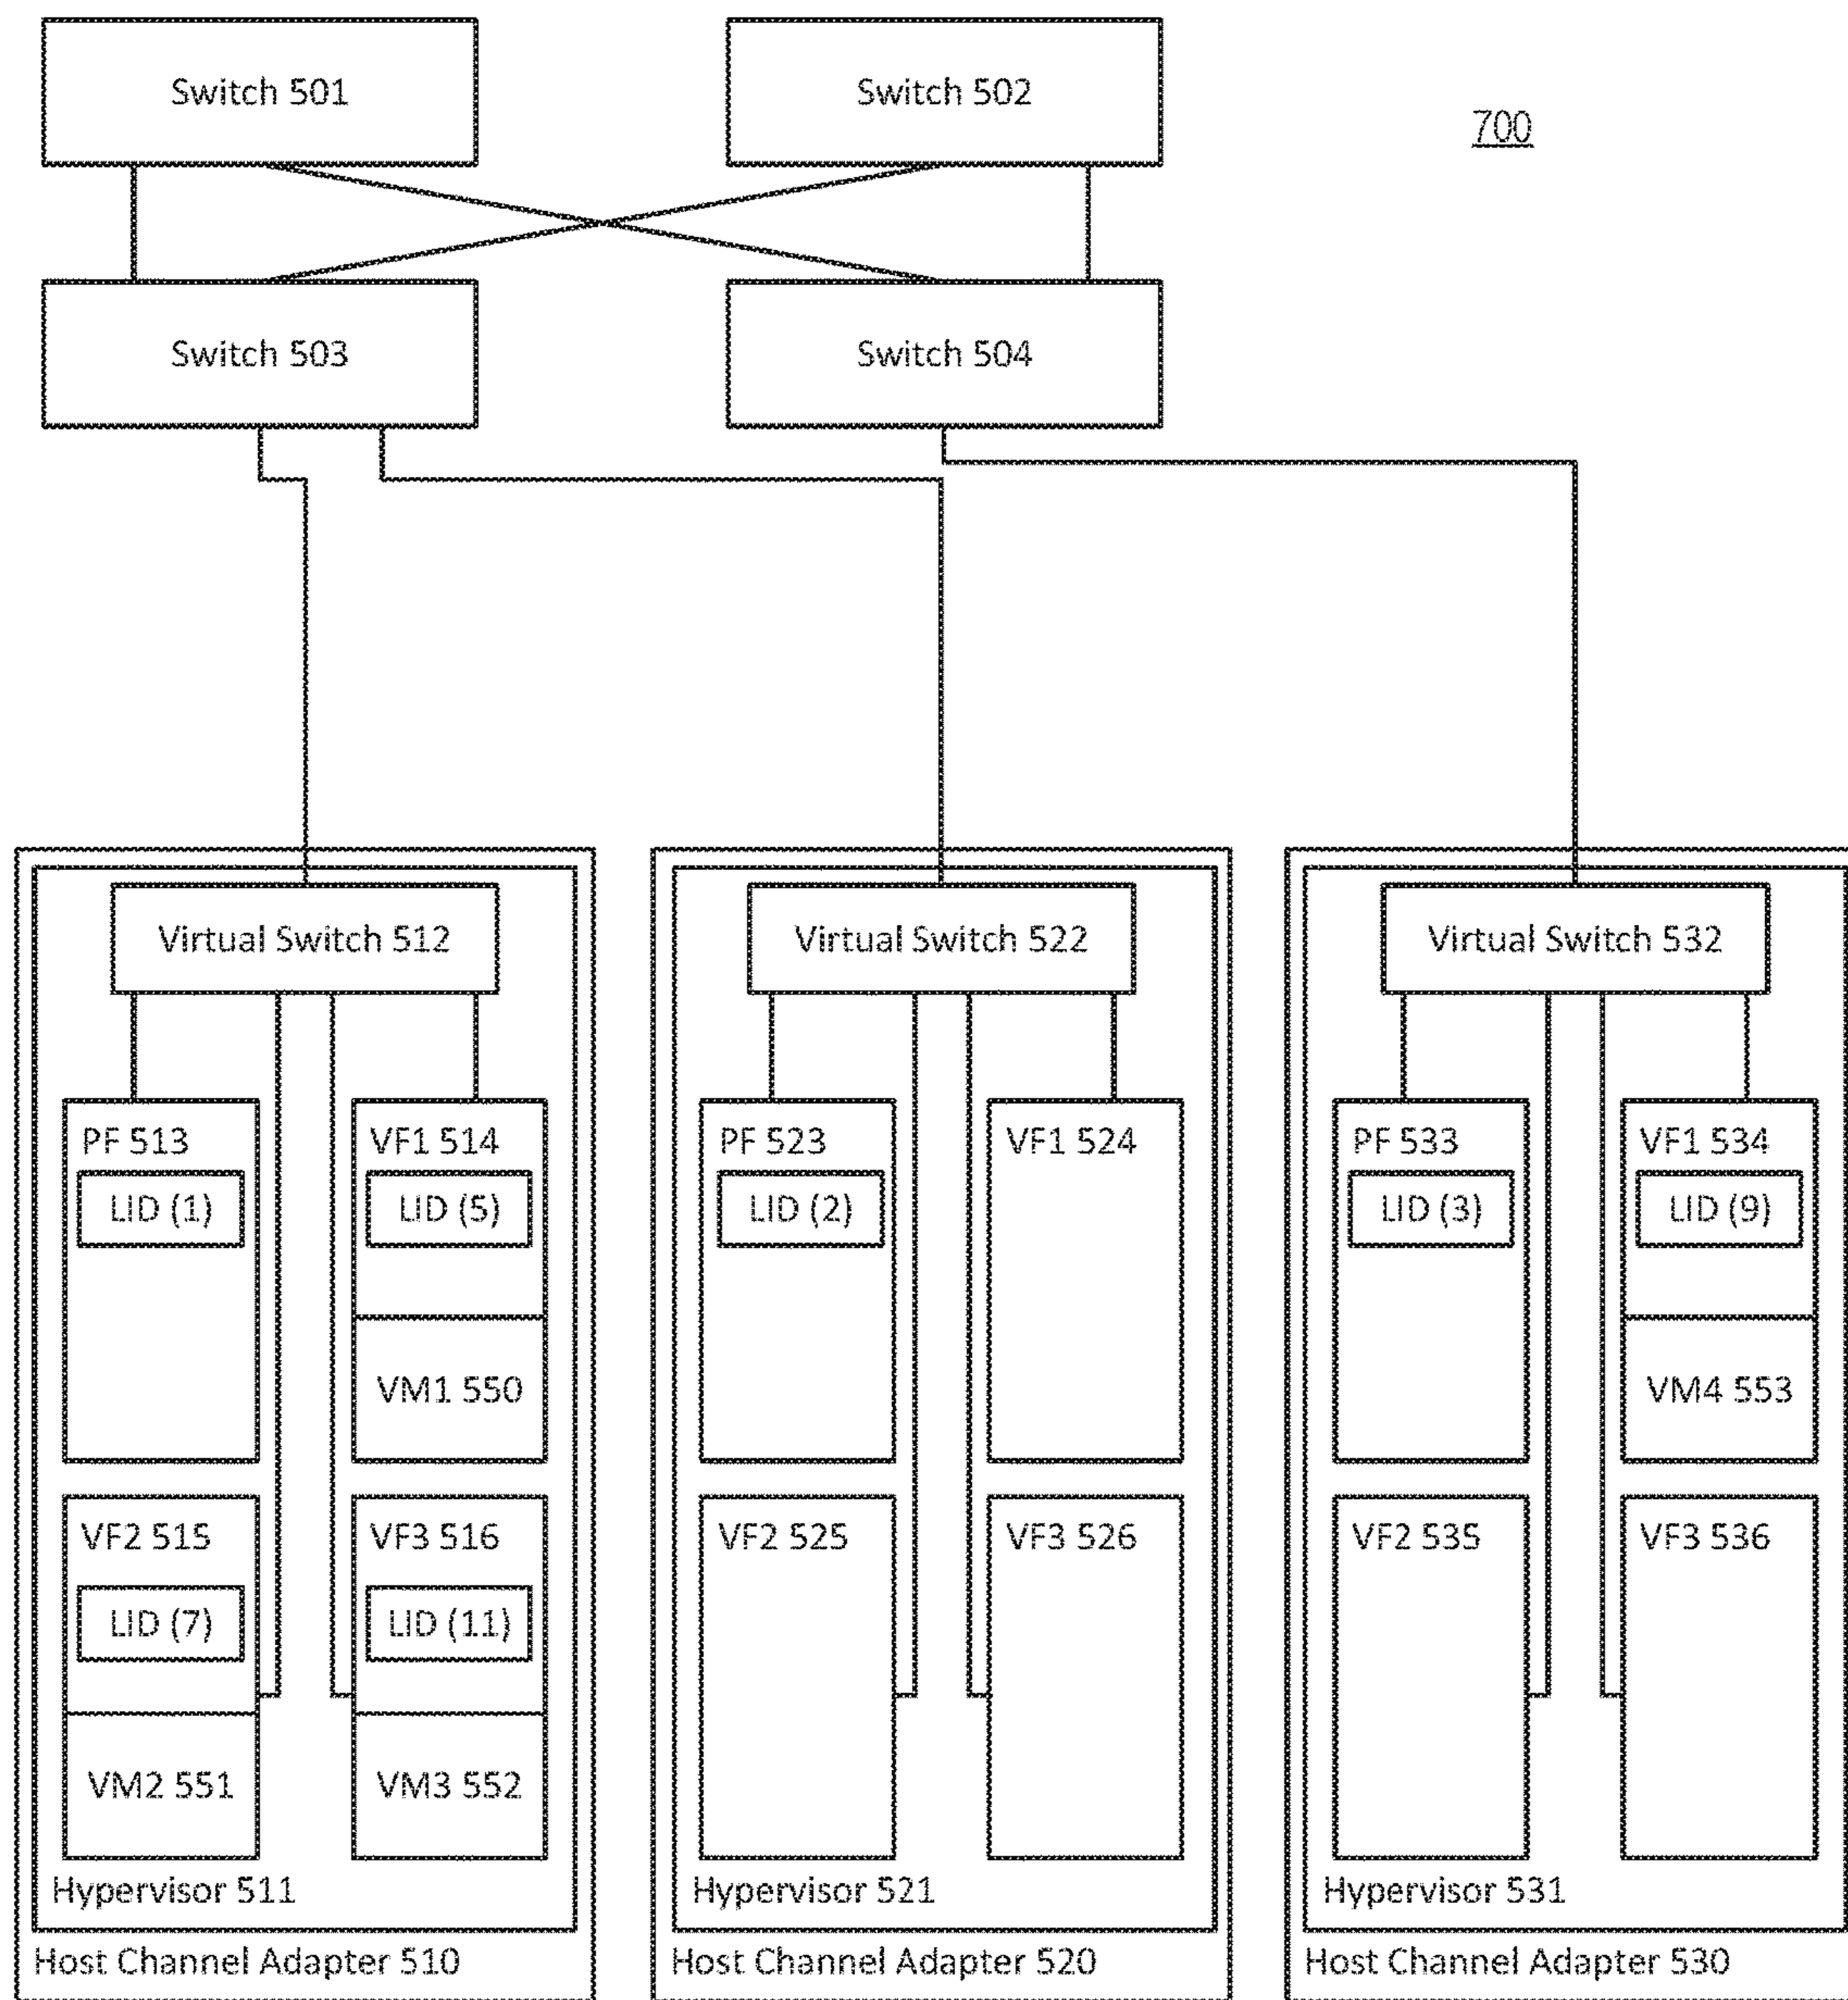 Switch 501
Switch 502
700
Switch 503
Switch 504
Virtual Switch 512
Virtual Switch 522
Virtual Switch 532
PF 513
LID (1)
VF1 514
LID (5)
VM1 550
PF 523
LID (2)
VF1 524
PF 533
LID (3)
VF1 534
LID (9)
VM4 553
VF2 515
LID (7)
VM2 551
VF3 516
LID (11)
VM3 552
VF2 525
VF3 526
VF2 535
VF3 536
Hypervisor 511
Hypervisor 521
Hypervisor 531
Host Channel Adapter 510
Host Channel Adapter 520
Host Channel Adapter 530